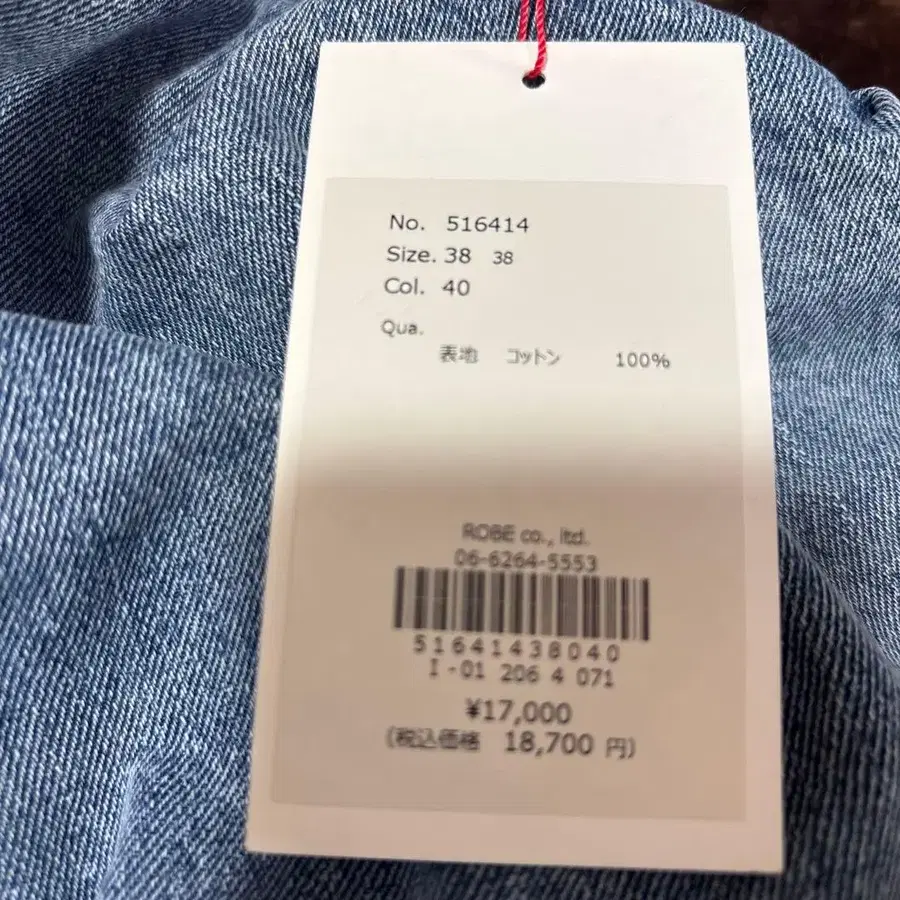 No. 516414
Size. 38 38
Col. 40
Qua.
表地 コットン 100%
ROBE co., ltd.
06-6264-5553
51641438040
I-01 206 4 071
¥17,000
(税込価格 18,700 円)